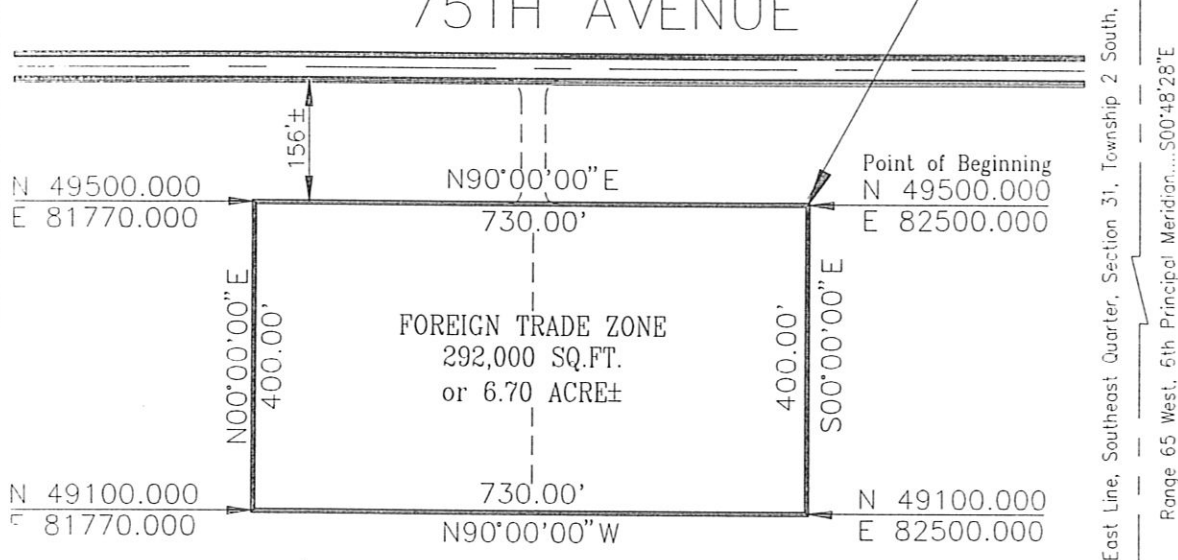 75TH AVENUE
156'±
N 49500.000
E 81770.000
N90°00'00"E
730.00'
Point of Beginning
N 49500.000
E 82500.000
N00°00'00"E
400.00'
FOREIGN TRADE ZONE
292,000 SQ.FT.
or 6.70 ACRE±
400.00'
S00°00'00"E
N 49100.000
E 81770.000
730.00'
N90°00'00"W
N 49100.000
E 82500.000
East Line, Southeast Quarter, Section 31, Township 2 South,
Range 65 West, 6th Principal Meridian....S00°48'28"E